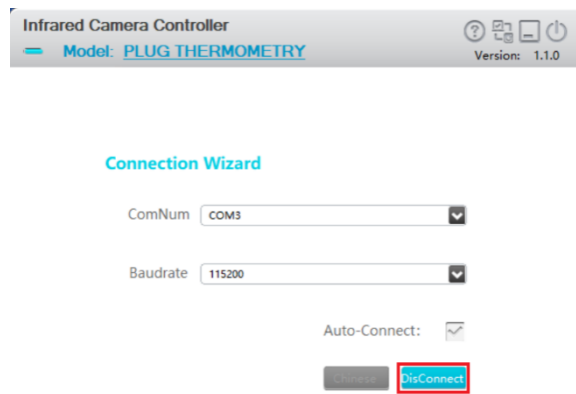 Infrared Camera Controller
Model: PLUG THERMOMETRY
Version: 1.1.0
Connection Wizard
ComNum COM3
Baudrate 115200
Auto-Connect:
Chinese DisConnect